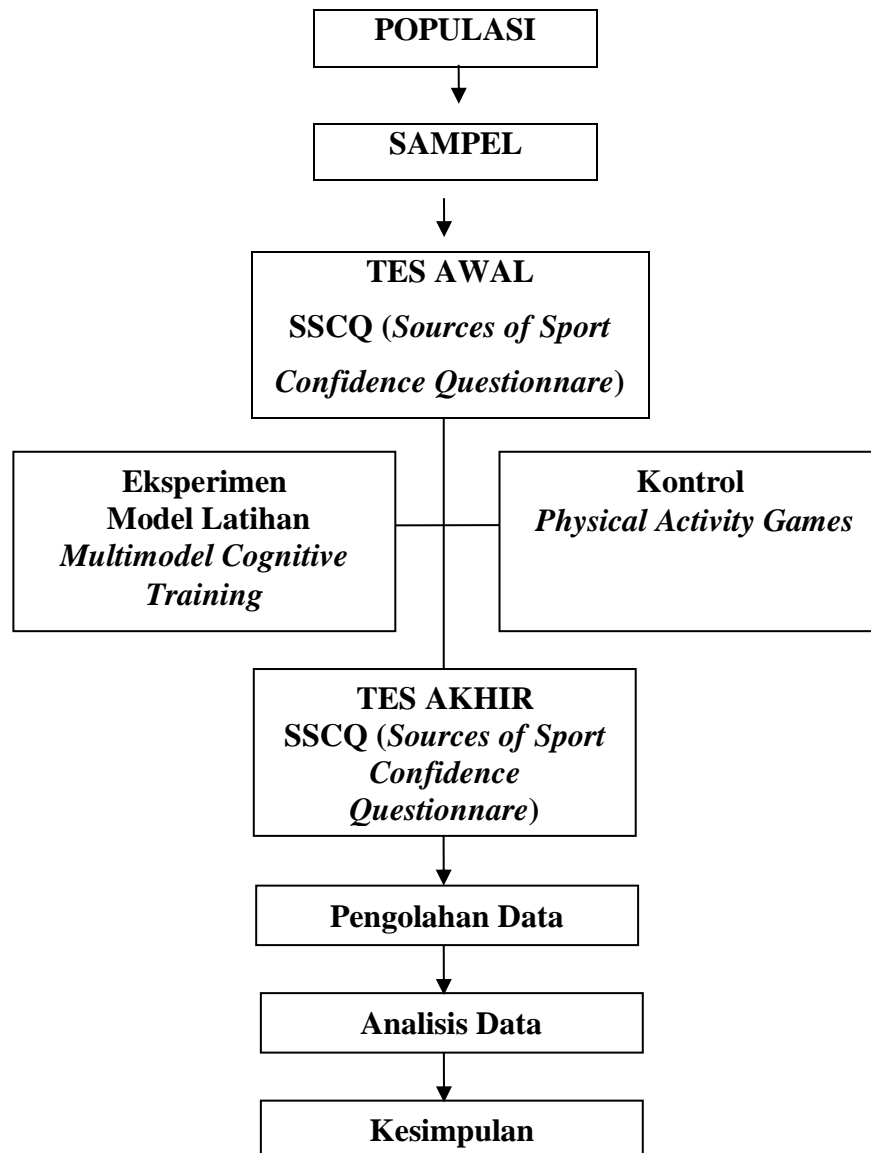 POPULASI
SAMPEL
TES AWAL
SSCQ (Sources of Sport
Confidence Questionnare)
Eksperimen
Model Latihan
Multimodel Cognitive
Training
Kontrol
Physical Activity Games
TES AKHIR
SSCQ (Sources of Sport
Confidence
Questionnare)
Pengolahan Data
Analisis Data
Kesimpulan